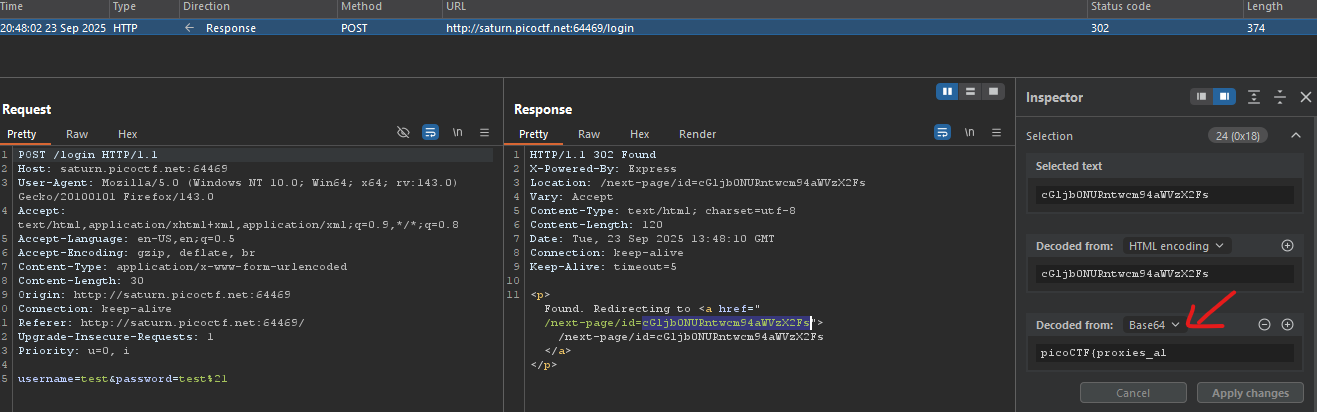 Time Type Direction Method URL Status code Length
20:48:02 23 Sep 2025 HTTP Response POST http://saturn.picoctf.net:64469/login 302 374
Request
Pretty Raw Hex \n
1 POST /login HTTP/1.1
2 Host: saturn.picoctf.net:64469
3 User-Agent: Mozilla/5.0 (Windows NT 10.0; Win64; x64; rv:143.0)
Gecko/20100101 Firefox/143.0
4 Accept:
text/html,application/xhtml+xml,application/xml;q=0.9,*/*;q=0.8
5 Accept-Language: en-US,en;q=0.5
6 Accept-Encoding: gzip, deflate, br
7 Content-Type: application/x-www-form-urlencoded
8 Content-Length: 30
9 Origin: http://saturn.picoctf.net:64469
0 Connection: keep-alive
1 Referer: http://saturn.picoctf.net:64469/
2 Upgrade-Insecure-Requests: 1
3 Priority: u=0, i
4
5 username=test&password=test%21
Response
Pretty Raw Hex Render \n
1 HTTP/1.1 302 Found
2 X-Powered-By: Express
3 Location: /next-page/id=cGljb0NURntwcm94aWVzX2Fs
4 Vary: Accept
5 Content-Type: text/html; charset=utf-8
6 Content-Length: 120
7 Date: Tue, 23 Sep 2025 13:48:10 GMT
8 Connection: keep-alive
9 Keep-Alive: timeout=5
10
11 <p>
Found. Redirecting to <a href="
/next-page/id=cGljb0NURntwcm94aWVzX2Fs">
/next-page/id=cGljb0NURntwcm94aWVzX2Fs
</a>
</p>
Inspector
Selection 24 (0x18)
Selected text
cGljb0NURntwcm94aWVzX2Fs
Decoded from: HTML encoding
cGljb0NURntwcm94aWVzX2Fs
Decoded from: Base64
picoCTF{proxies_al
Cancel Apply changes